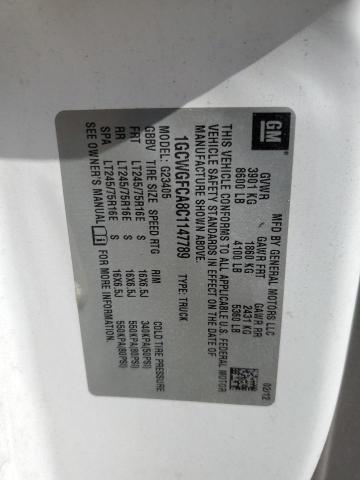 GM
MFD BY GENERAL MOTORS LLC
02/12
GVWR GAWR FRT GAWR RR
3901 KG 1860 KG 2431 KG
8600 LB 4100 LB 5360 LB
THIS VEHICLE CONFORMS TO ALL APPLICABLE U.S. FEDERAL MOTOR
VEHICLE SAFETY STANDARDS IN EFFECT ON THE DATE OF
MANUFACTURE SHOWN ABOVE.
1GCWGFCA8C1147789 TYPE: TRUCK
MODEL: G23405
GBBV TIRE SIZE SPEED RTG RIM COLD TIRE PRESSURE
FRT LT245/75R16E S 16X6.5J 340KPA(50PSI)
RR LT245/75R16E S 16X6.5J 550KPA(80PSI)
SPA LT245/75R16E S 16X6.5J 550KPA(80PSI)
SEE OWNER'S MANUAL i FOR MORE INFORMATION.